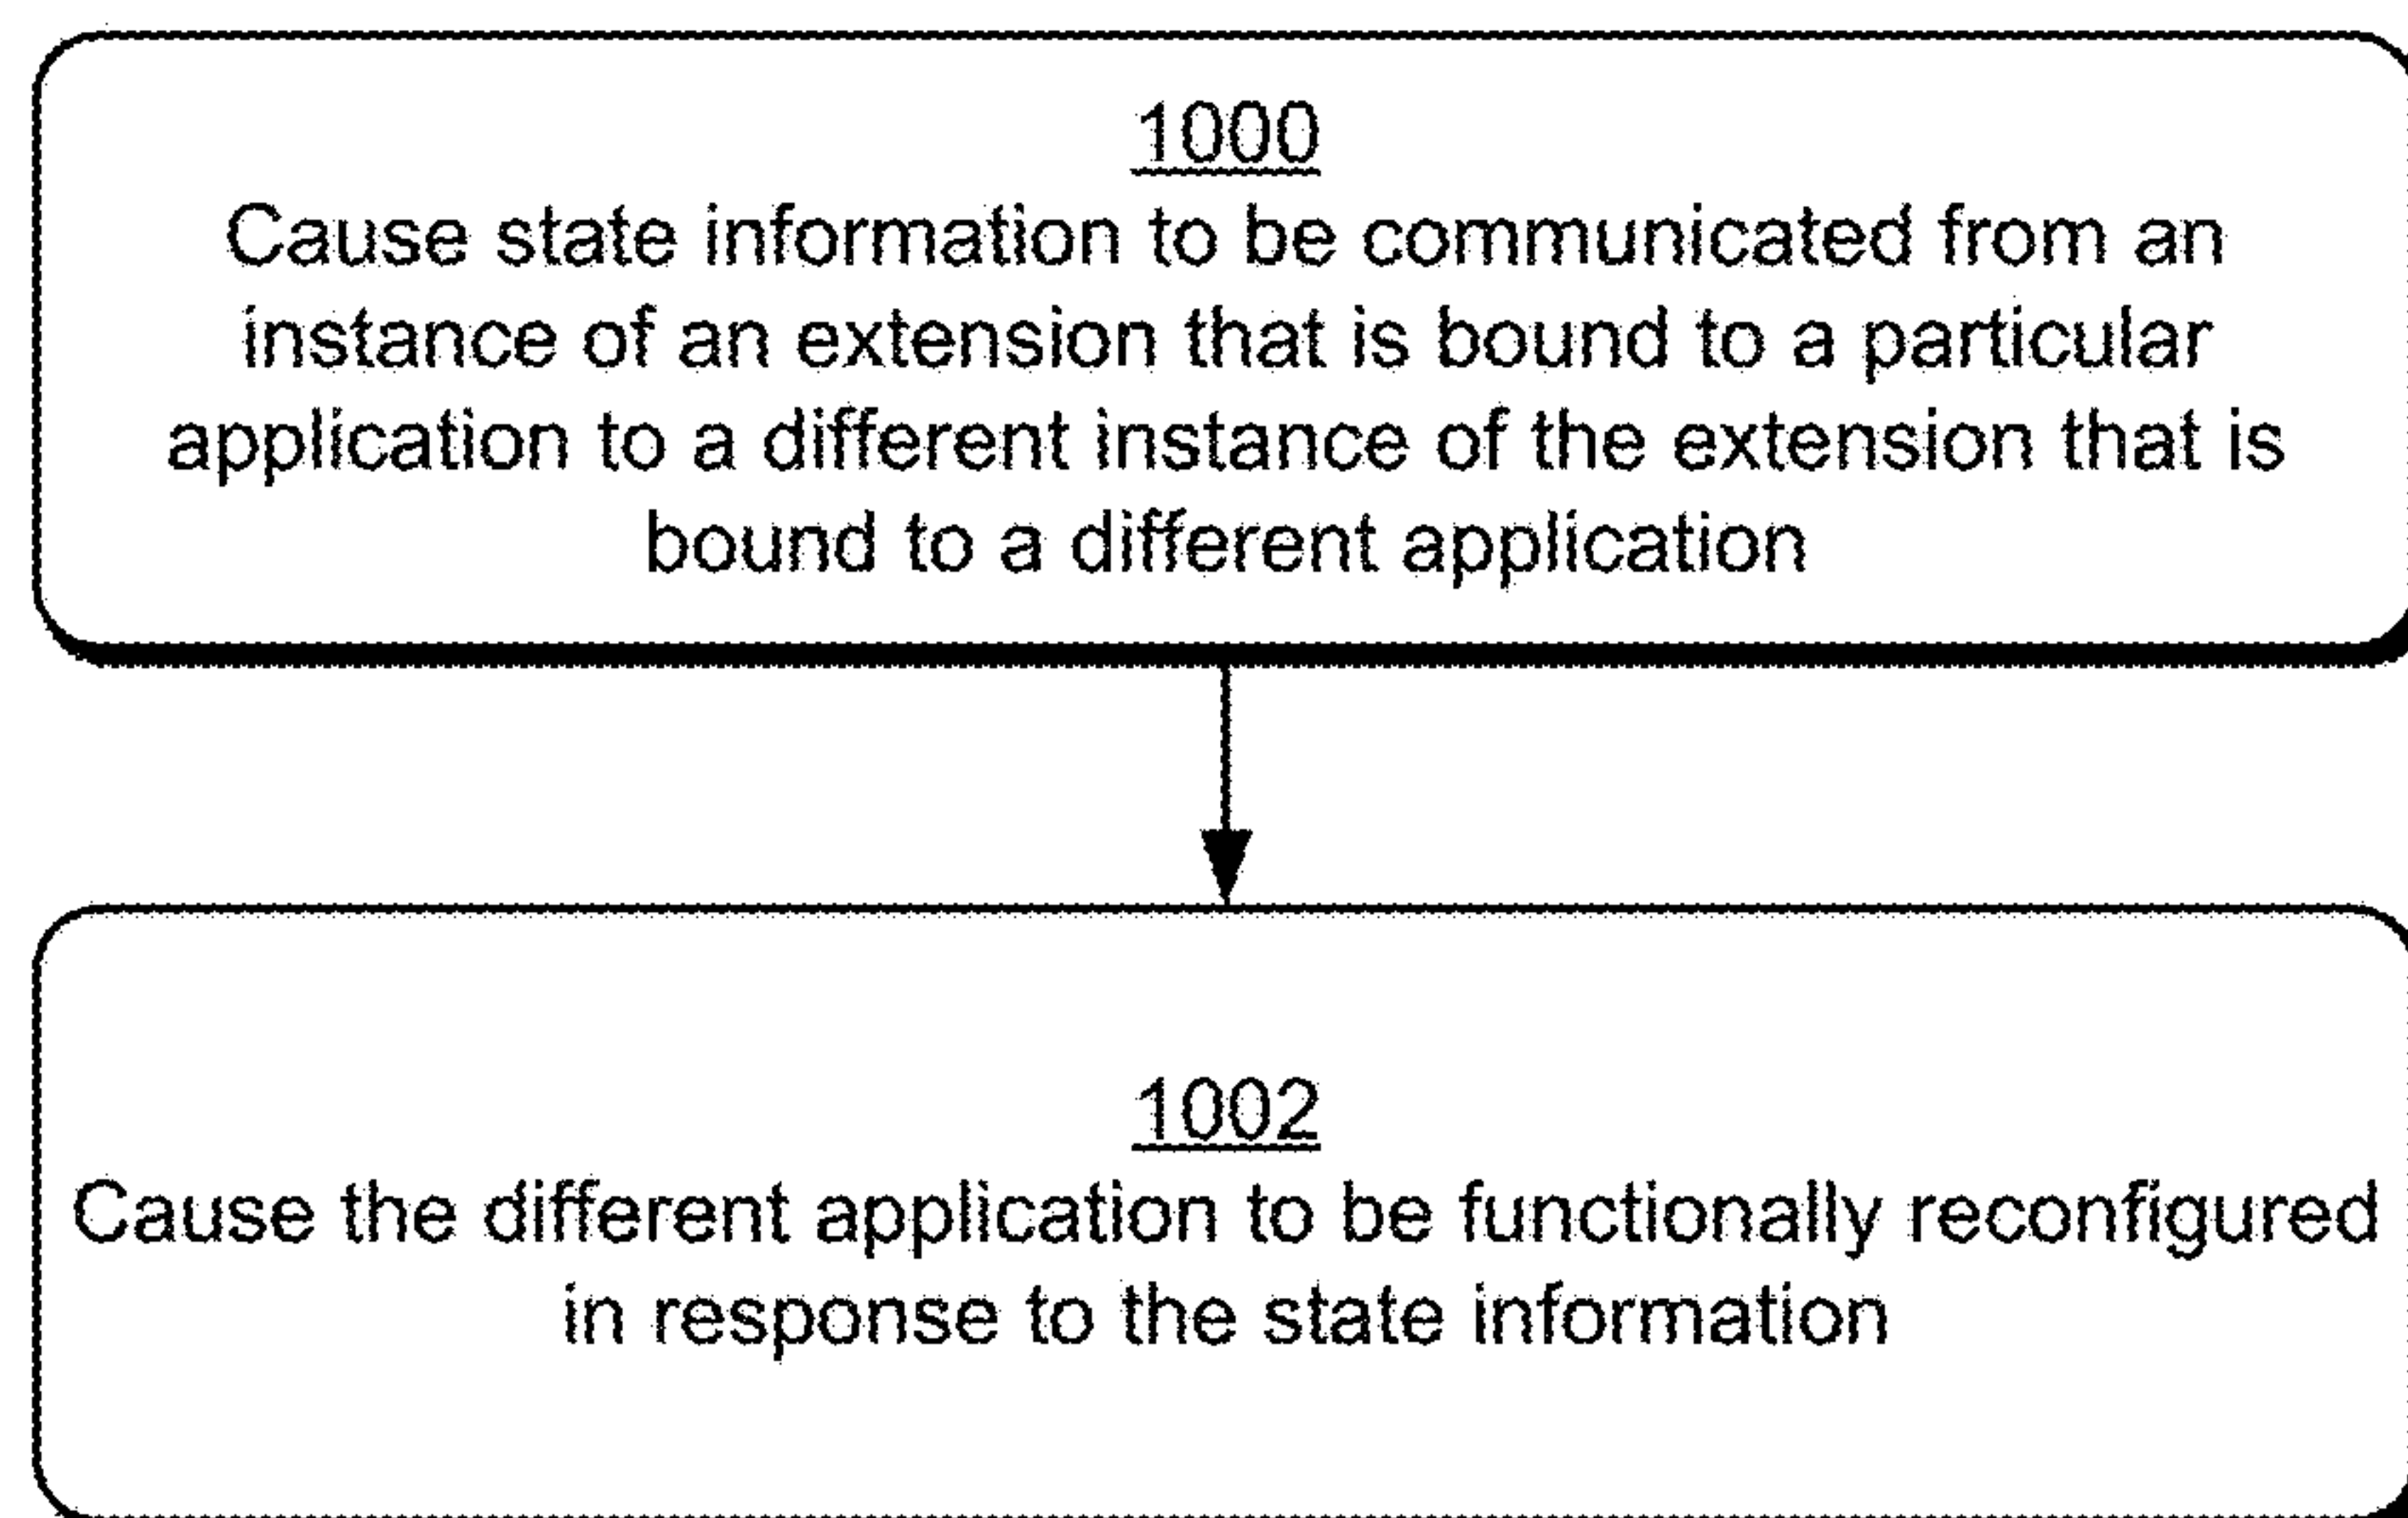 1000
Cause state information to be communicated from an
instance of an extension that is bound to a particular
application to a different instance of the extension that is
bound to a different application
1002
Cause the different application to be functionally reconfigured
in response to the state information